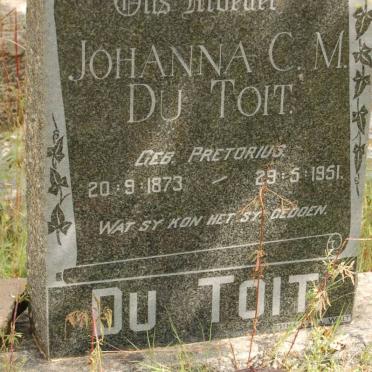 Ons Moeder
JOHANNA C. M.
DU TOIT.
GEB. PRETORIUS.
20 · 9 · 1873 — 29 · 5 · 1951.
WAT SY KON HET SY GEDOEN.
DU TOIT